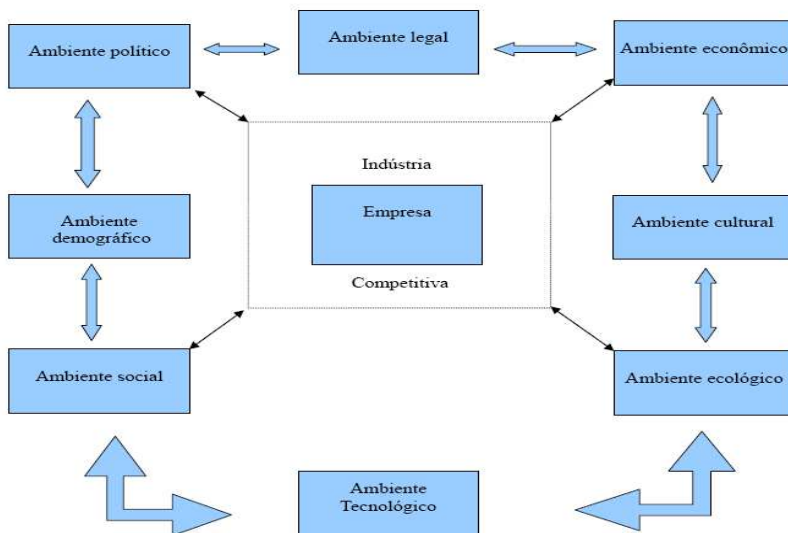 Ambiente político
Ambiente legal
Ambiente econômico
Indústria
Empresa
Competitiva
Ambiente
demográfico
Ambiente cultural
Ambiente social
Ambiente ecológico
Ambiente
Tecnológico